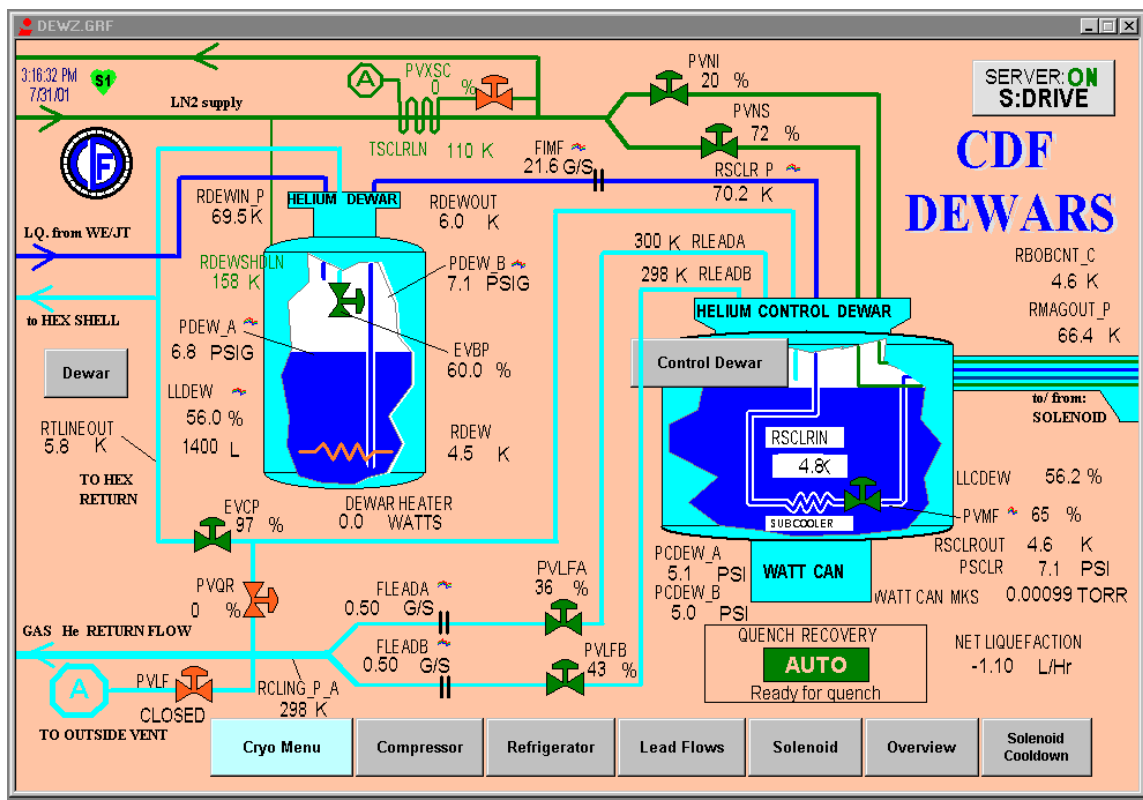 DEWZ.GRF
3:16:32 PM
7/31/01
S1
LN2 supply
A
PVXSC
0 %
TSCLRLN 110 K
PVNI
20 %
PVNS
72 %
SERVER:ON
S:DRIVE
CDF
DEWARS
FIMF
21.6 G/S
RSCLR_P
70.2 K
RDEWIN_P
69.5 K
HELIUM DEWAR
RDEWOUT
6.0 K
LQ. from WE/JT
RDEWSHDLN
158 K
PDEW_B
7.1 PSIG
300 K RLEADA
298 K RLEADB
RBOBCNT_C
4.6 K
RMAGOUT_P
66.4 K
to HEX SHELL
PDEW_A
6.8 PSIG
EVBP
60.0 %
HELIUM CONTROL DEWAR
Control Dewar
Dewar
LLDEW
56.0 %
1400 L
to/ from:
SOLENOID
RTLINEOUT
5.8 K
RDEW
4.5 K
RSCLRIN
4.8K
TO HEX
RETURN
LLCDEW 56.2 %
DEWAR HEATER
0.0 WATTS
EVCP
97 %
SUBCOOLER
PVMF 65 %
RSCLROUT 4.6 K
PSCLR 7.1 PSI
PCDEW_A
5.1 PSI
PCDEW_B
5.0 PSI
WATT CAN
WATT CAN MKS 0.00099 TORR
PVQR
0 %
FLEADA
0.50 G/S
PVLFA
36 %
GAS He RETURN FLOW
FLEADB
0.50 G/S
PVLFB
43 %
QUENCH RECOVERY
AUTO
Ready for quench
NET LIQUEFACTION
-1.10 L/Hr
A
PVLF
CLOSED
RCLING_P_A
298 K
TO OUTSIDE VENT
Cryo Menu
Compressor
Refrigerator
Lead Flows
Solenoid
Overview
Solenoid
Cooldown